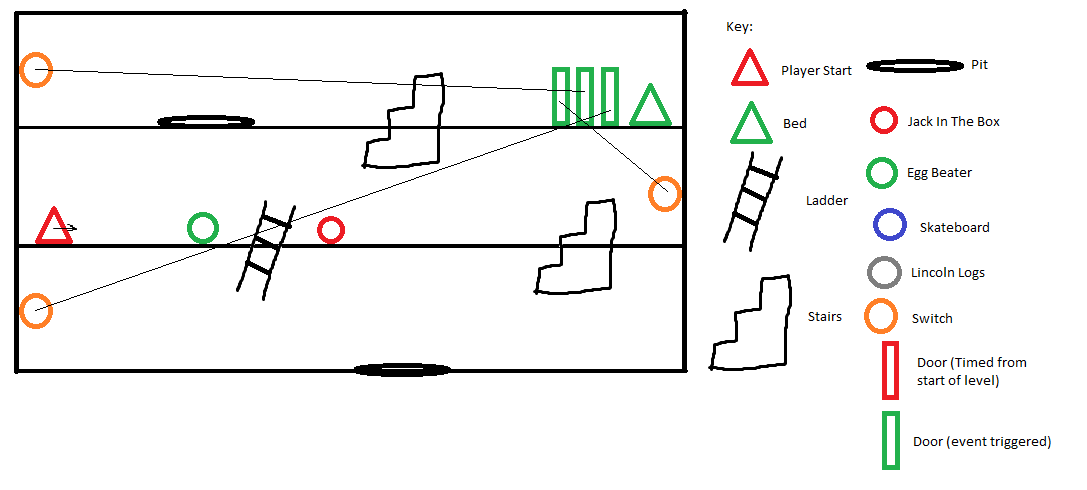 Key:
Player Start
Pit
Bed
Jack In The Box
Egg Beater
Ladder
Skateboard
Lincoln Logs
Stairs
Switch
Door (Timed from
start of level)
Door (event triggered)